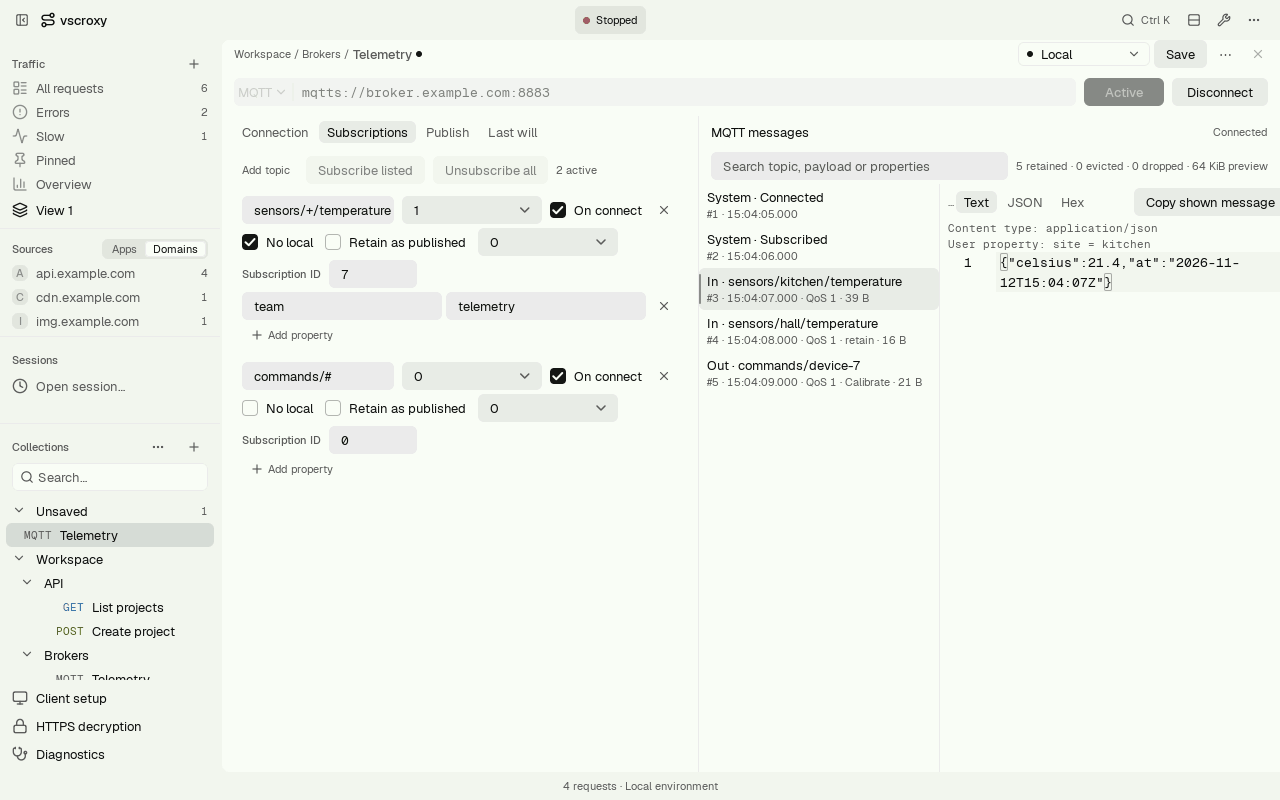 vscroxy
Stopped
Ctrl K
Traffic
All requests 6
Errors 2
Slow 1
Pinned
Overview
View 1
Sources Apps Domains
A api.example.com 4
C cdn.example.com 1
I img.example.com 1
Sessions
Open session…
Collections
Search…
Unsaved 1
MQTT Telemetry
Workspace
API
GET List projects
POST Create project
Brokers
MQTT Telemetry
Client setup
HTTPS decryption
Diagnostics
Workspace / Brokers / Telemetry
Local
Save
MQTT mqtts://broker.example.com:8883
Active
Disconnect
Connection Subscriptions Publish Last will
Add topic Subscribe listed Unsubscribe all 2 active
sensors/+/temperature 1 On connect
No local Retain as published 0
Subscription ID 7
team telemetry
Add property
commands/# 0 On connect
No local Retain as published 0
Subscription ID 0
Add property
MQTT messages Connected
Search topic, payload or properties
5 retained · 0 evicted · 0 dropped · 64 KiB preview
System · Connected
#1 · 15:04:05.000
System · Subscribed
#2 · 15:04:06.000
In · sensors/kitchen/temperature
#3 · 15:04:07.000 · QoS 1 · 39 B
In · sensors/hall/temperature
#4 · 15:04:08.000 · QoS 1 · retain · 16 B
Out · commands/device-7
#5 · 15:04:09.000 · QoS 1 · Calibrate · 21 B
Text JSON Hex Copy shown message
Content type: application/json
User property: site = kitchen
1 {"celsius":21.4,"at":"2026-11-
12T15:04:07Z"}
4 requests · Local environment